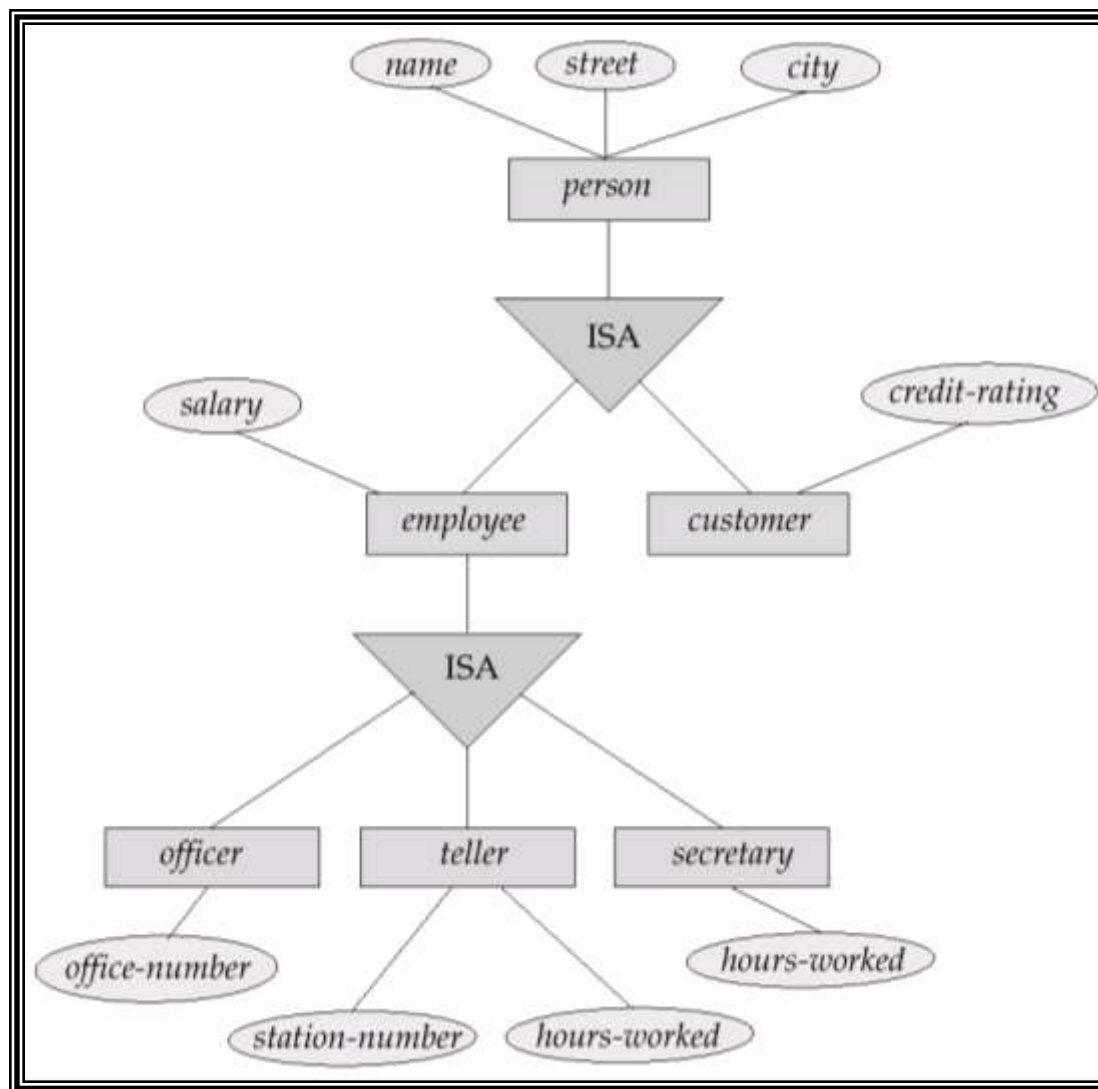 name
street
city
person
ISA
salary
credit-rating
employee
customer
ISA
officer
teller
secretary
office-number
hours-worked
station-number
hours-worked